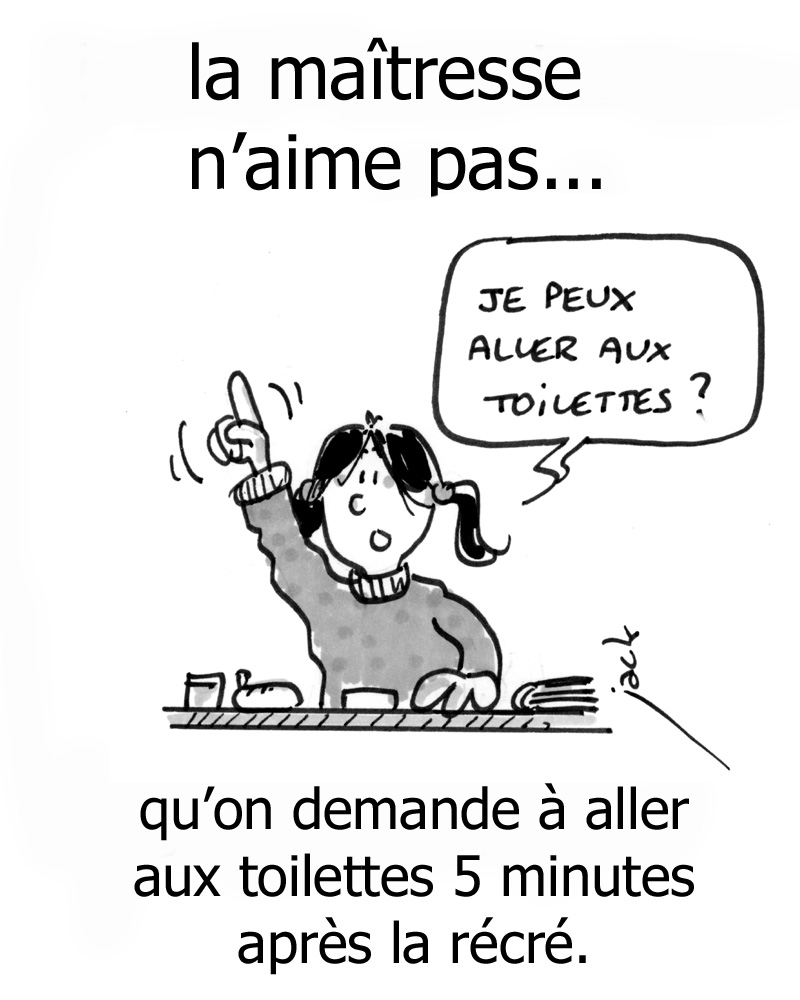 la maîtresse
n’aime pas...
JE PEUX
ALLER AUX
TOiLETTES ?
jack
qu’on demande à aller
aux toilettes 5 minutes
après la récré.